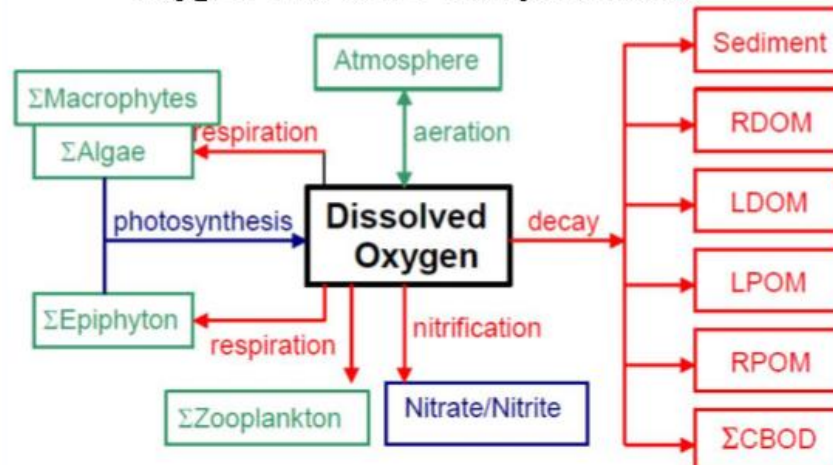 Sediment
Atmosphere
ΣMacrophytes
respiration
aeration
ΣAlgae
RDOM
photosynthesis
Dissolved
Oxygen
decay
LDOM
ΣEpiphyton
respiration
nitrification
LPOM
RPOM
ΣZooplankton
Nitrate/Nitrite
ΣCBOD